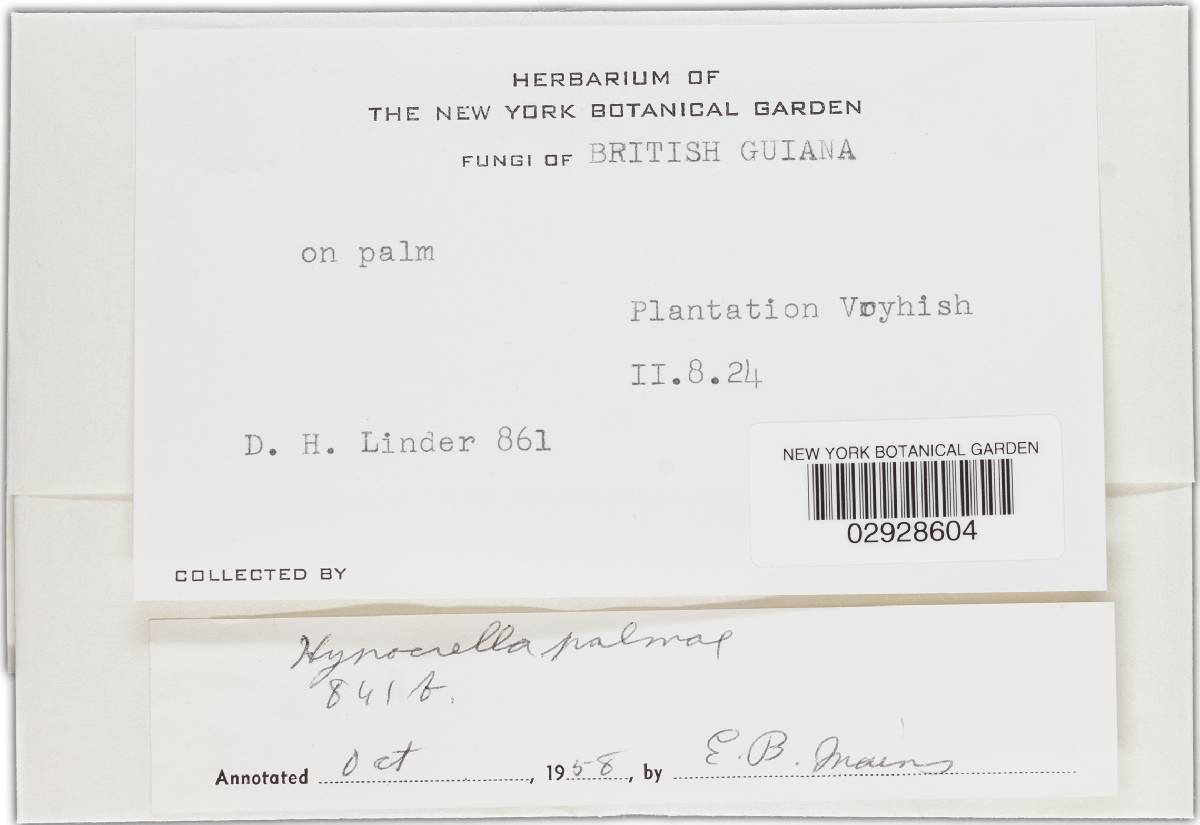 HERBARIUM OF
THE NEW YORK BOTANICAL GARDEN
FUNGI OF BRITISH GUIANA
on palm
Plantation Vryhish
II.8.24
D. H. Linder 861
NEW YORK BOTANICAL GARDEN
02928604
COLLECTED BY
Hypocrella palmae
841 b.
Annotated Oct, 1958, by E. B. Mains